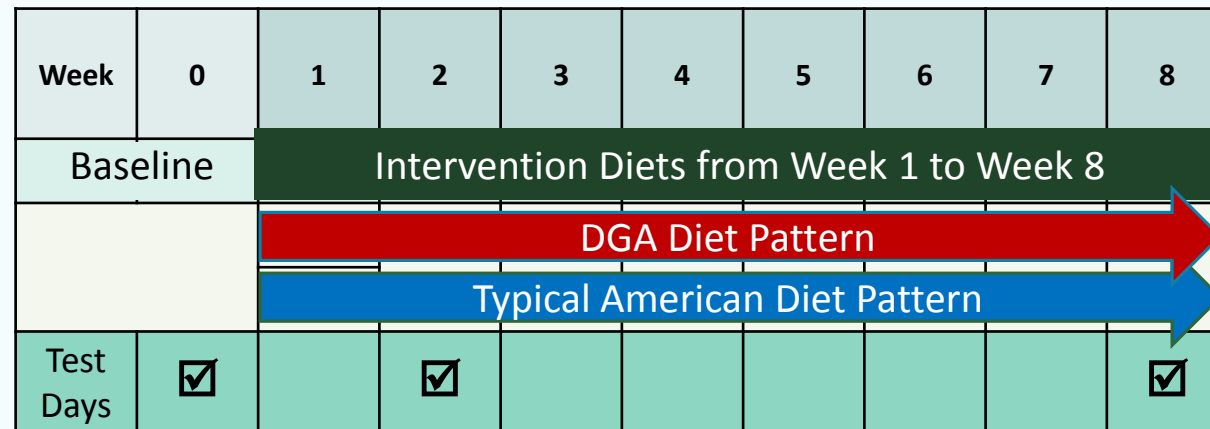 Week 0 1 2 3 4 5 6 7 8
Baseline Intervention Diets from Week 1 to Week 8
DGA Diet Pattern
Typical American Diet Pattern
Test
Days ☑ ☑ ☑